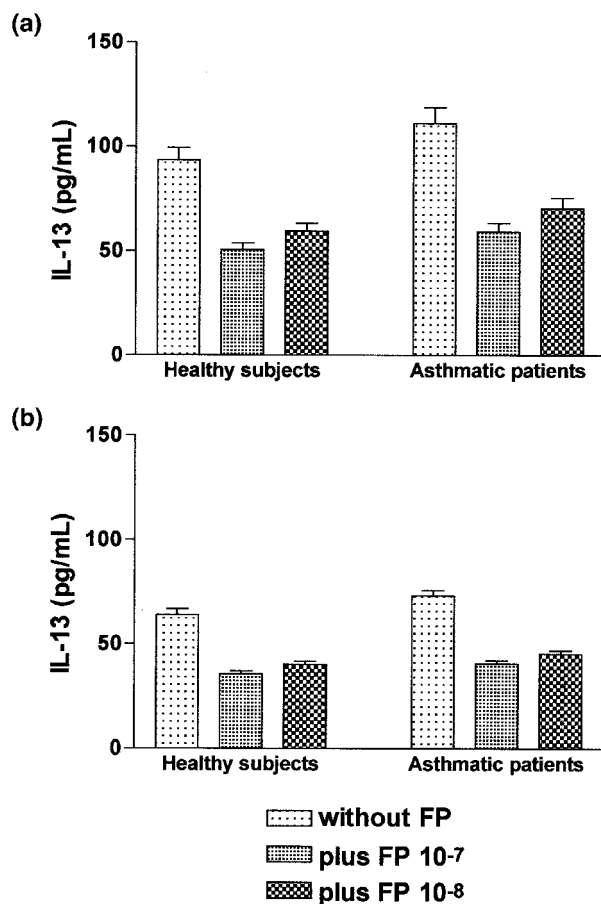 (a)
150
100
50
0
IL-13 (pg/mL)
Healthy subjects Asthmatic patients
(b)
150
100
50
0
IL-13 (pg/mL)
Healthy subjects Asthmatic patients
without FP
plus FP 10-7
plus FP 10-8